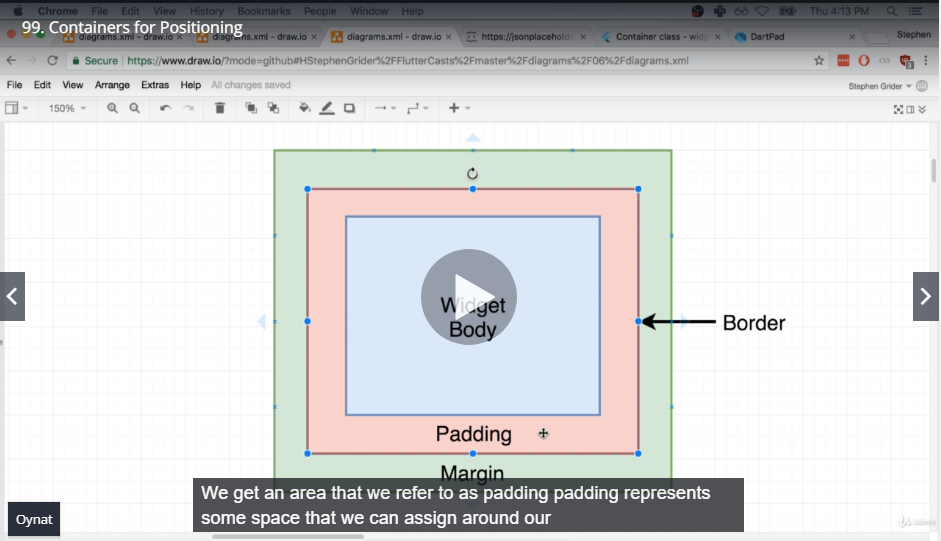 99. Containers for Positioning
Chrome File Edit View History Bookmarks People Window Help Thu 4:13 PM
diagrams.xml - draw.io × diagrams.xml - draw.io × diagrams.xml - draw.io × https://jsonplaceholde × Container class - widg × DartPad × Stephen
Secure https://www.draw.io/?mode=github#HStephenGrider%2FFlutterCasts%2Fmaster%2Fdiagrams%2F06%2Fdiagrams.xml
File Edit View Arrange Extras Help All changes saved Stephen Grider
150%
Widget
Body
Border
Padding
Margin
We get an area that we refer to as padding padding represents
some space that we can assign around our
Oynat
Udemy